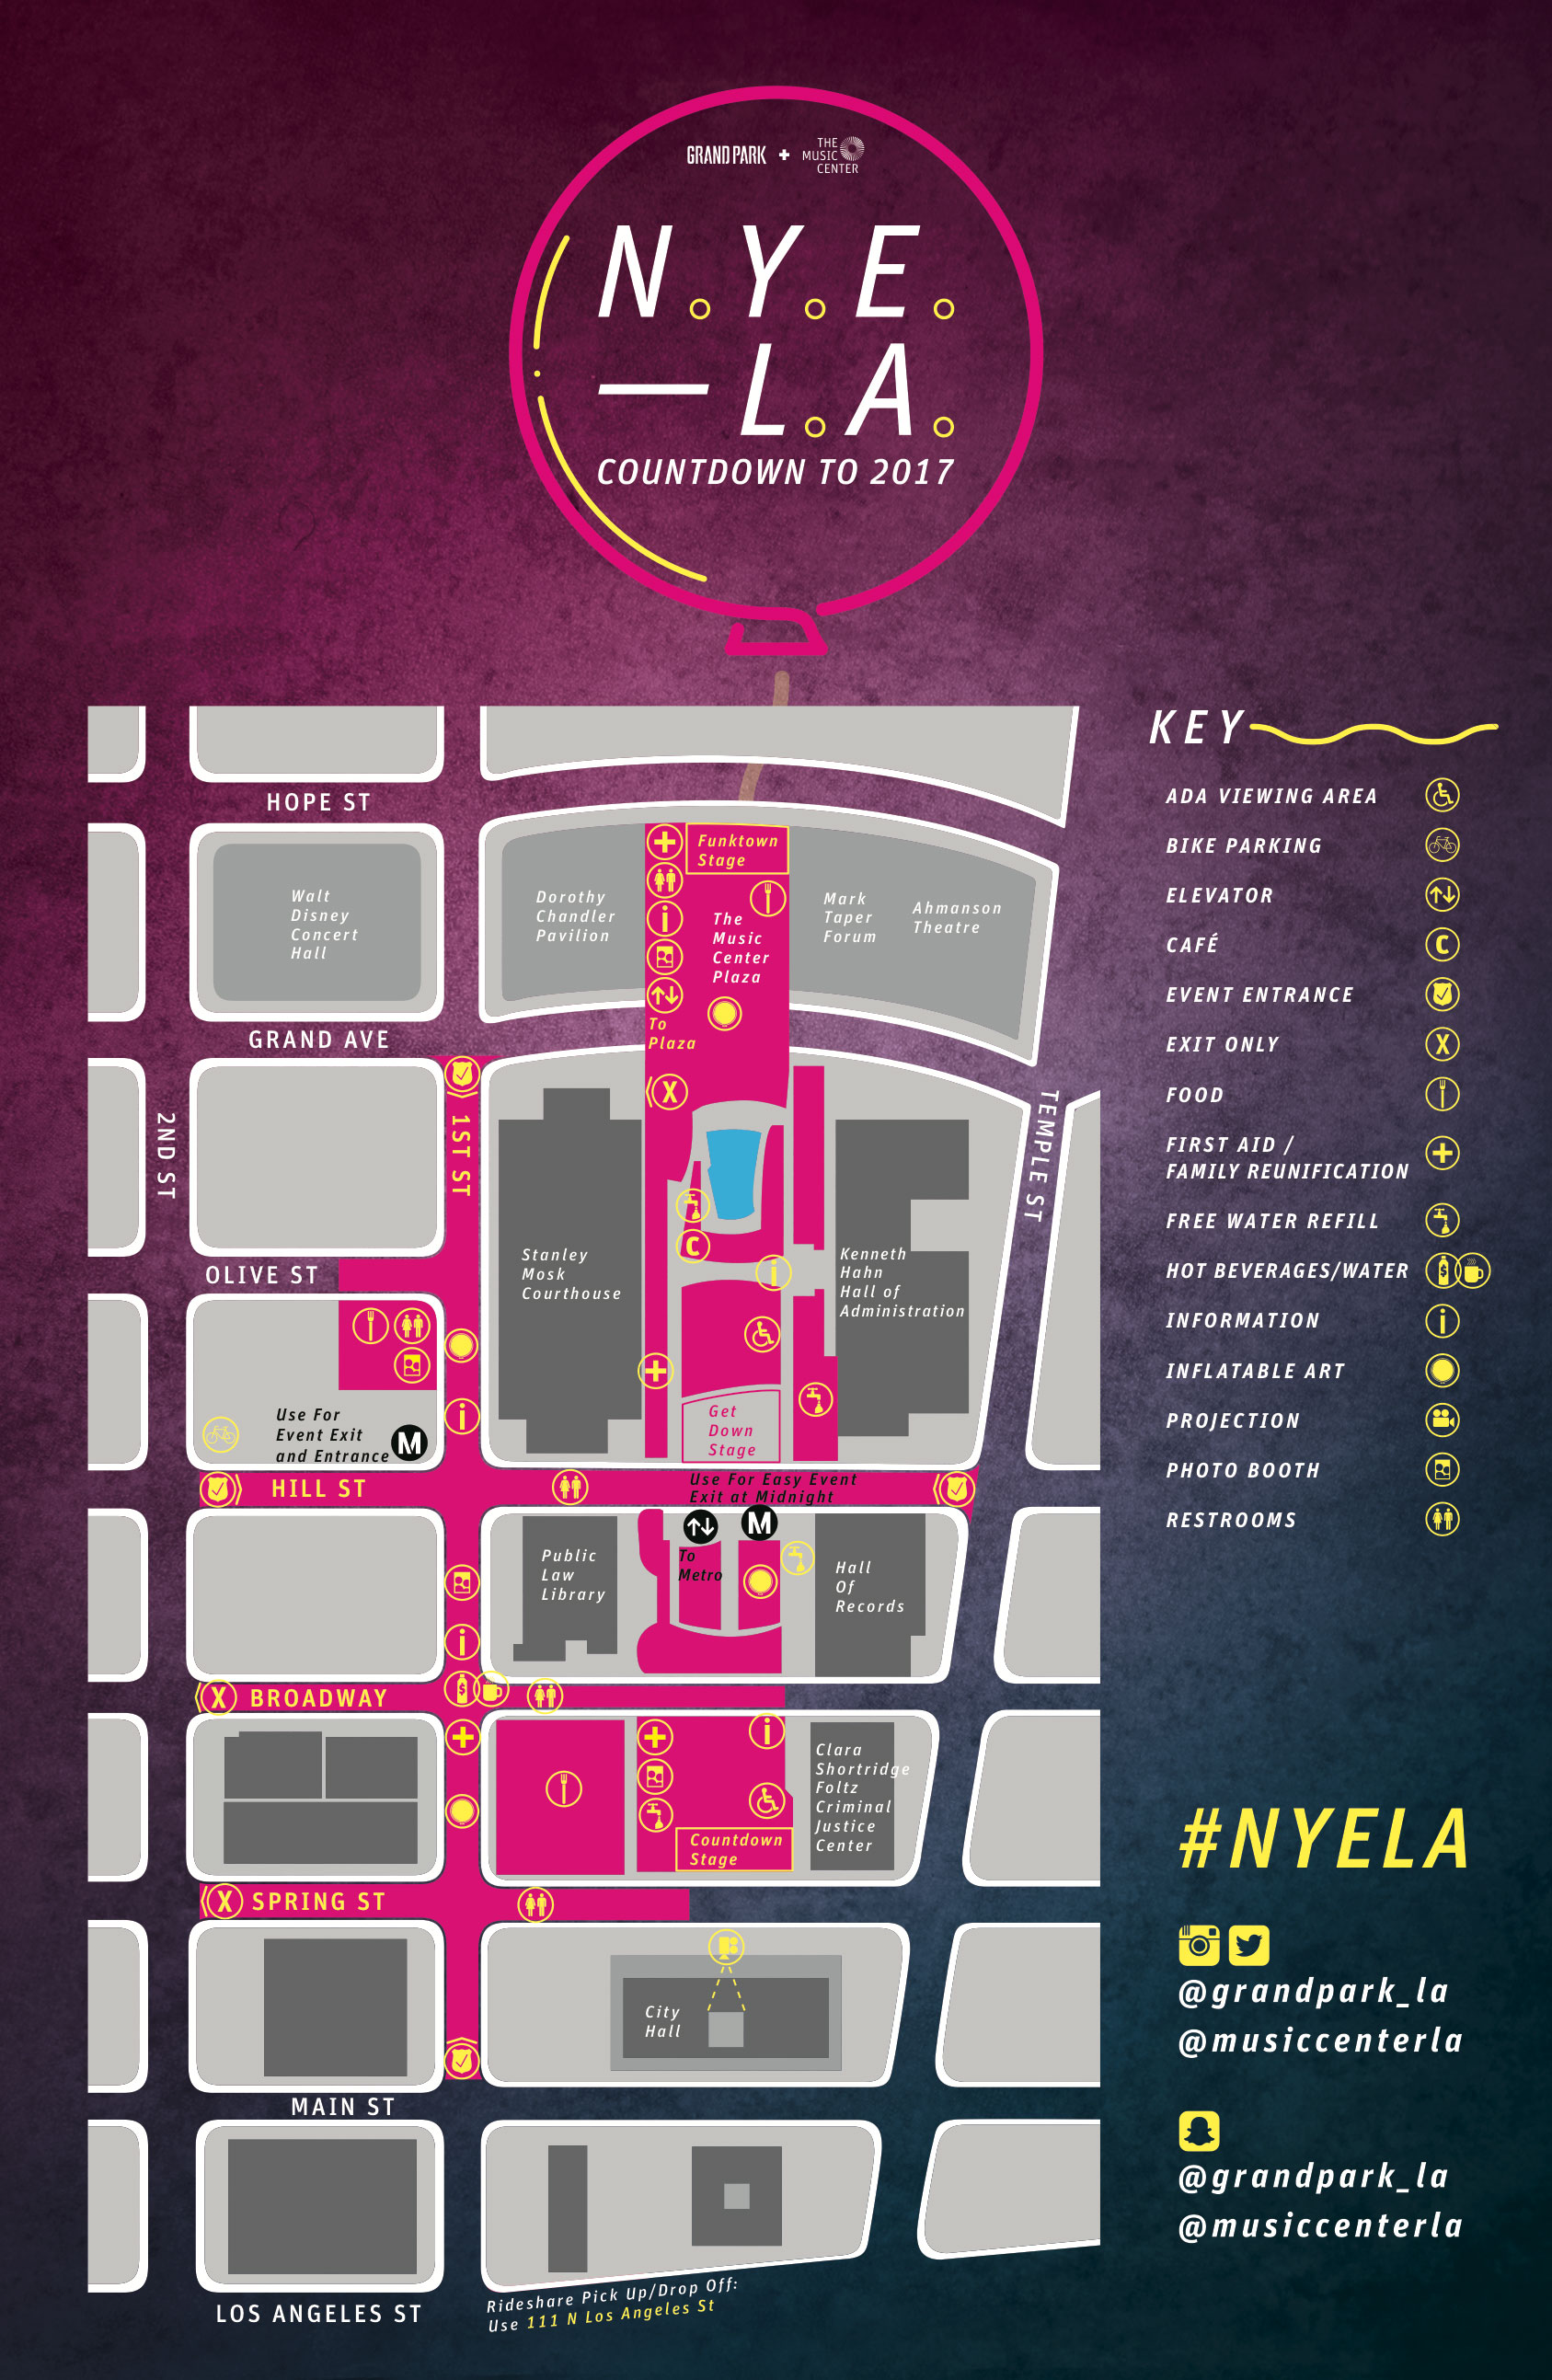 GRAND PARK + THE
MUSIC
CENTER
N.Y.E.
—L.A.
COUNTDOWN TO 2017
HOPE ST
Walt
Disney
Concert
Hall
Dorothy
Chandler
Pavilion
Funktown
Stage
The
Music
Center
Plaza
Mark
Taper
Forum
Ahmanson
Theatre
To
Plaza
GRAND AVE
X
2ND ST
1ST ST
TEMPLE ST
C
Stanley
Mosk
Courthouse
Kenneth
Hahn
Hall of
Administration
OLIVE ST
i
Get
Down
Stage
Use For
Event Exit
and Entrance
M
HILL ST
Use For Easy Event
Exit at Midnight
Public
Law
Library
To
Metro
M
Hall
Of
Records
X BROADWAY
Clara
Shortridge
Foltz
Criminal
Justice
Center
Countdown
Stage
X SPRING ST
City
Hall
MAIN ST
LOS ANGELES ST
Rideshare Pick Up/Drop Off:
Use 111 N Los Angeles St
KEY
ADA VIEWING AREA
BIKE PARKING
ELEVATOR
CAFÉ C
EVENT ENTRANCE
EXIT ONLY X
FOOD
FIRST AID /
FAMILY REUNIFICATION
FREE WATER REFILL
HOT BEVERAGES/WATER $
INFORMATION i
INFLATABLE ART
PROJECTION
PHOTO BOOTH
RESTROOMS
#NYELA
@grandpark_la
@musiccenterla
@grandpark_la
@musiccenterla